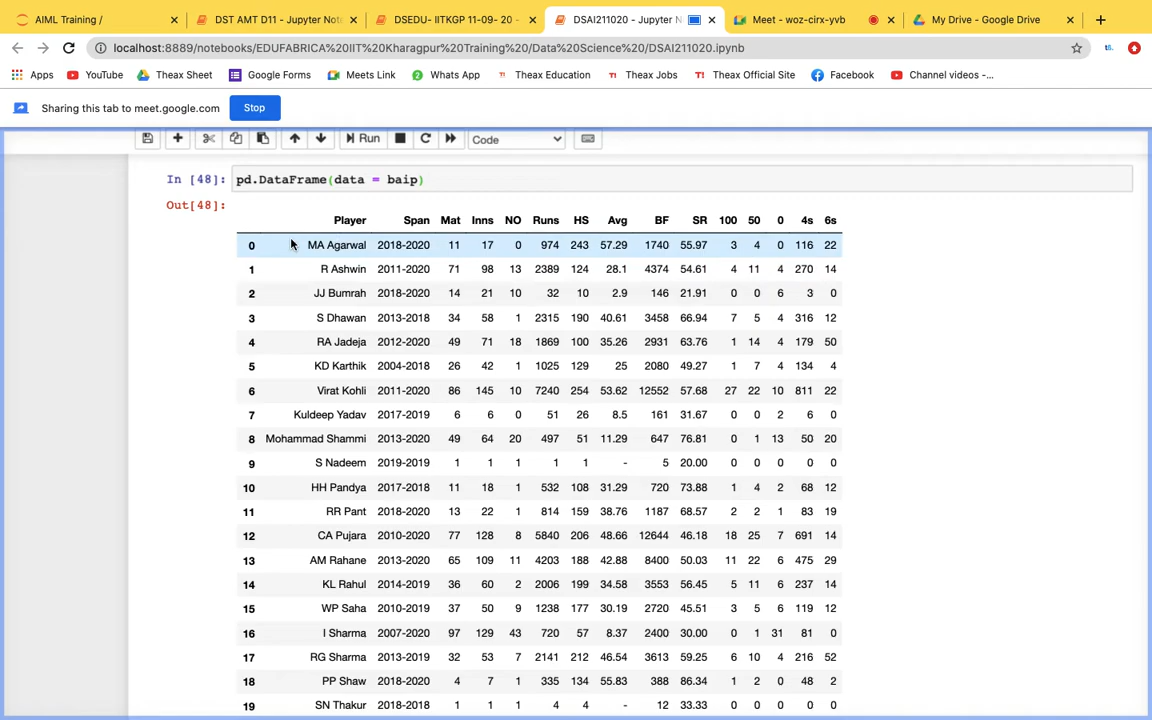 AIML Training / × DST AMT D11 - Jupyter Note × DSEDU- IITKGP 11-09- 20 - × DSAI211020 - Jupyter N × Meet - woz-cirx-yvb × My Drive - Google Drive × +
localhost:8889/notebooks/EDUFABRICA%20IIT%20Kharagpur%20Training%20/Data%20Science%20/DSAI211020.ipynb
Apps YouTube Theax Sheet Google Forms Meets Link Whats App Theax Education Theax Jobs Theax Official Site Facebook Channel videos -...
Sharing this tab to meet.google.com Stop
Run Code
In [48]: pd.DataFrame(data = baip)
Out[48]:
Player Span Mat Inns NO Runs HS Avg BF SR 100 50 0 4s 6s
0 MA Agarwal 2018-2020 11 17 0 974 243 57.29 1740 55.97 3 4 0 116 22
1 R Ashwin 2011-2020 71 98 13 2389 124 28.1 4374 54.61 4 11 4 270 14
2 JJ Bumrah 2018-2020 14 21 10 32 10 2.9 146 21.91 0 0 6 3 0
3 S Dhawan 2013-2018 34 58 1 2315 190 40.61 3458 66.94 7 5 4 316 12
4 RA Jadeja 2012-2020 49 71 18 1869 100 35.26 2931 63.76 1 14 4 179 50
5 KD Karthik 2004-2018 26 42 1 1025 129 25 2080 49.27 1 7 4 134 4
6 Virat Kohli 2011-2020 86 145 10 7240 254 53.62 12552 57.68 27 22 10 811 22
7 Kuldeep Yadav 2017-2019 6 6 0 51 26 8.5 161 31.67 0 0 2 6 0
8 Mohammad Shammi 2013-2020 49 64 20 497 51 11.29 647 76.81 0 1 13 50 20
9 S Nadeem 2019-2019 1 1 1 1 1 - 5 20.00 0 0 0 0 0
10 HH Pandya 2017-2018 11 18 1 532 108 31.29 720 73.88 1 4 2 68 12
11 RR Pant 2018-2020 13 22 1 814 159 38.76 1187 68.57 2 2 1 83 19
12 CA Pujara 2010-2020 77 128 8 5840 206 48.66 12644 46.18 18 25 7 691 14
13 AM Rahane 2013-2020 65 109 11 4203 188 42.88 8400 50.03 11 22 6 475 29
14 KL Rahul 2014-2019 36 60 2 2006 199 34.58 3553 56.45 5 11 6 237 14
15 WP Saha 2010-2019 37 50 9 1238 177 30.19 2720 45.51 3 5 6 119 12
16 I Sharma 2007-2020 97 129 43 720 57 8.37 2400 30.00 0 1 31 81 0
17 RG Sharma 2013-2019 32 53 7 2141 212 46.54 3613 59.25 6 10 4 216 52
18 PP Shaw 2018-2020 4 7 1 335 134 55.83 388 86.34 1 2 0 48 2
19 SN Thakur 2018-2018 1 1 1 4 4 - 12 33.33 0 0 0 0 0